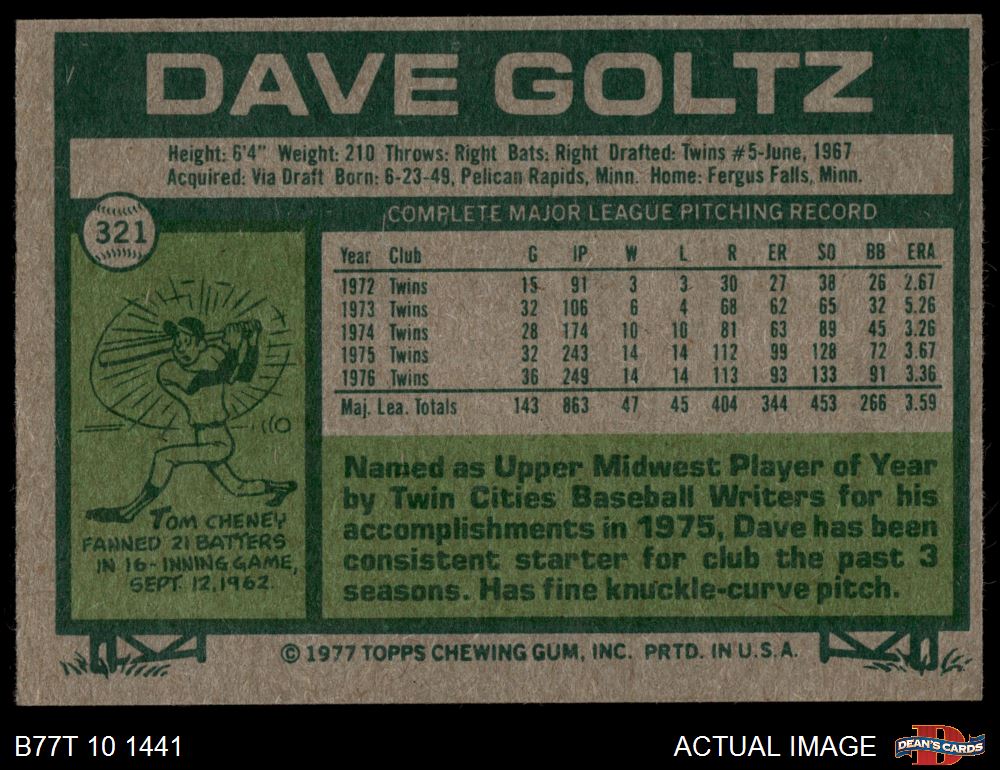 DAVE GOLTZ
Height: 6'4" Weight: 210 Throws: Right Bats: Right Drafted: Twins #5-June, 1967
Acquired: Via Draft Born: 6-23-49, Pelican Rapids, Minn. Home: Fergus Falls, Minn.
321
COMPLETE MAJOR LEAGUE PITCHING RECORD
Year Club G IP W L R ER SO BB ERA
1972 Twins 15 91 3 3 30 27 38 26 2.67
1973 Twins 32 106 6 4 68 62 65 32 5.26
1974 Twins 28 174 10 10 81 63 89 45 3.26
1975 Twins 32 243 14 14 112 99 128 72 3.67
1976 Twins 36 249 14 14 113 93 133 91 3.36
Maj. Lea. Totals 143 863 47 45 404 344 453 266 3.59
TOM CHENEY
FANNED 21 BATTERS
IN 16-INNING GAME,
SEPT. 12, 1962.
Named as Upper Midwest Player of Year
by Twin Cities Baseball Writers for his
accomplishments in 1975, Dave has been
consistent starter for club the past 3
seasons. Has fine knuckle-curve pitch.
© 1977 TOPPS CHEWING GUM, INC. PRTD. IN U.S.A.
B77T 10 1441
ACTUAL IMAGE
DEAN'S CARDS